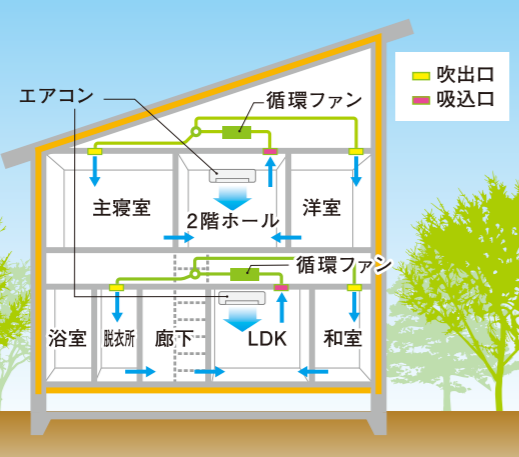 吹出口
吸込口
エアコン
循環ファン
主寝室
2階ホール
洋室
循環ファン
浴室
脱衣所
廊下
LDK
和室